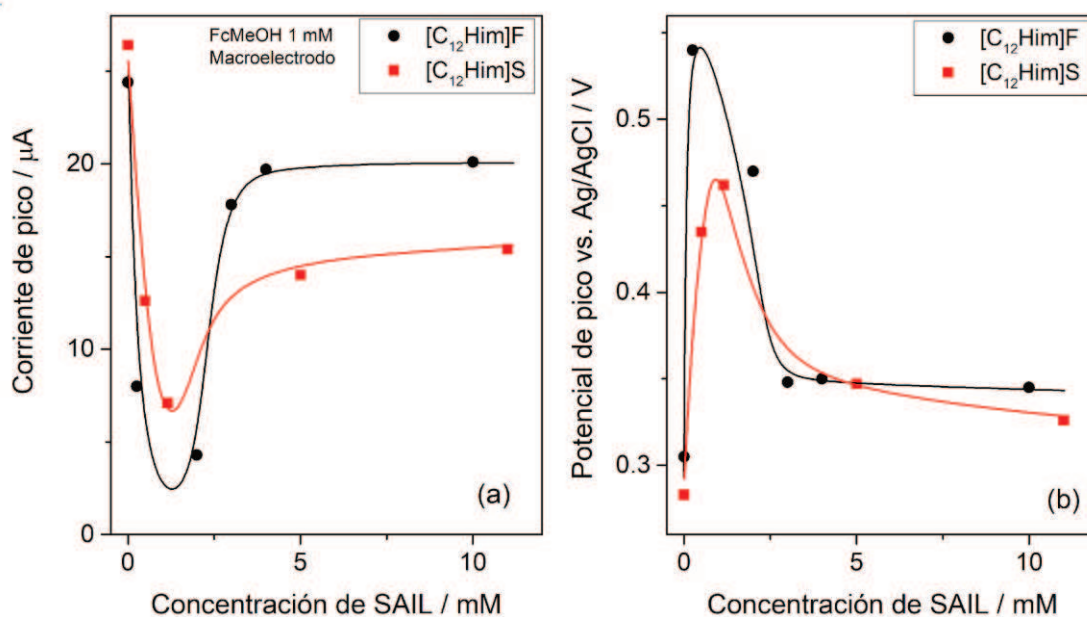 FcMeOH 1 mM
Macroelectrodo
[C₁₂Him]F
[C₁₂Him]S
Corriente de pico / μA
20
10
0
0
5
10
Concentración de SAIL / mM
(a)
[C₁₂Him]F
[C₁₂Him]S
Potencial de pico vs. Ag/AgCl / V
0.5
0.4
0.3
0
5
10
Concentración de SAIL / mM
(b)